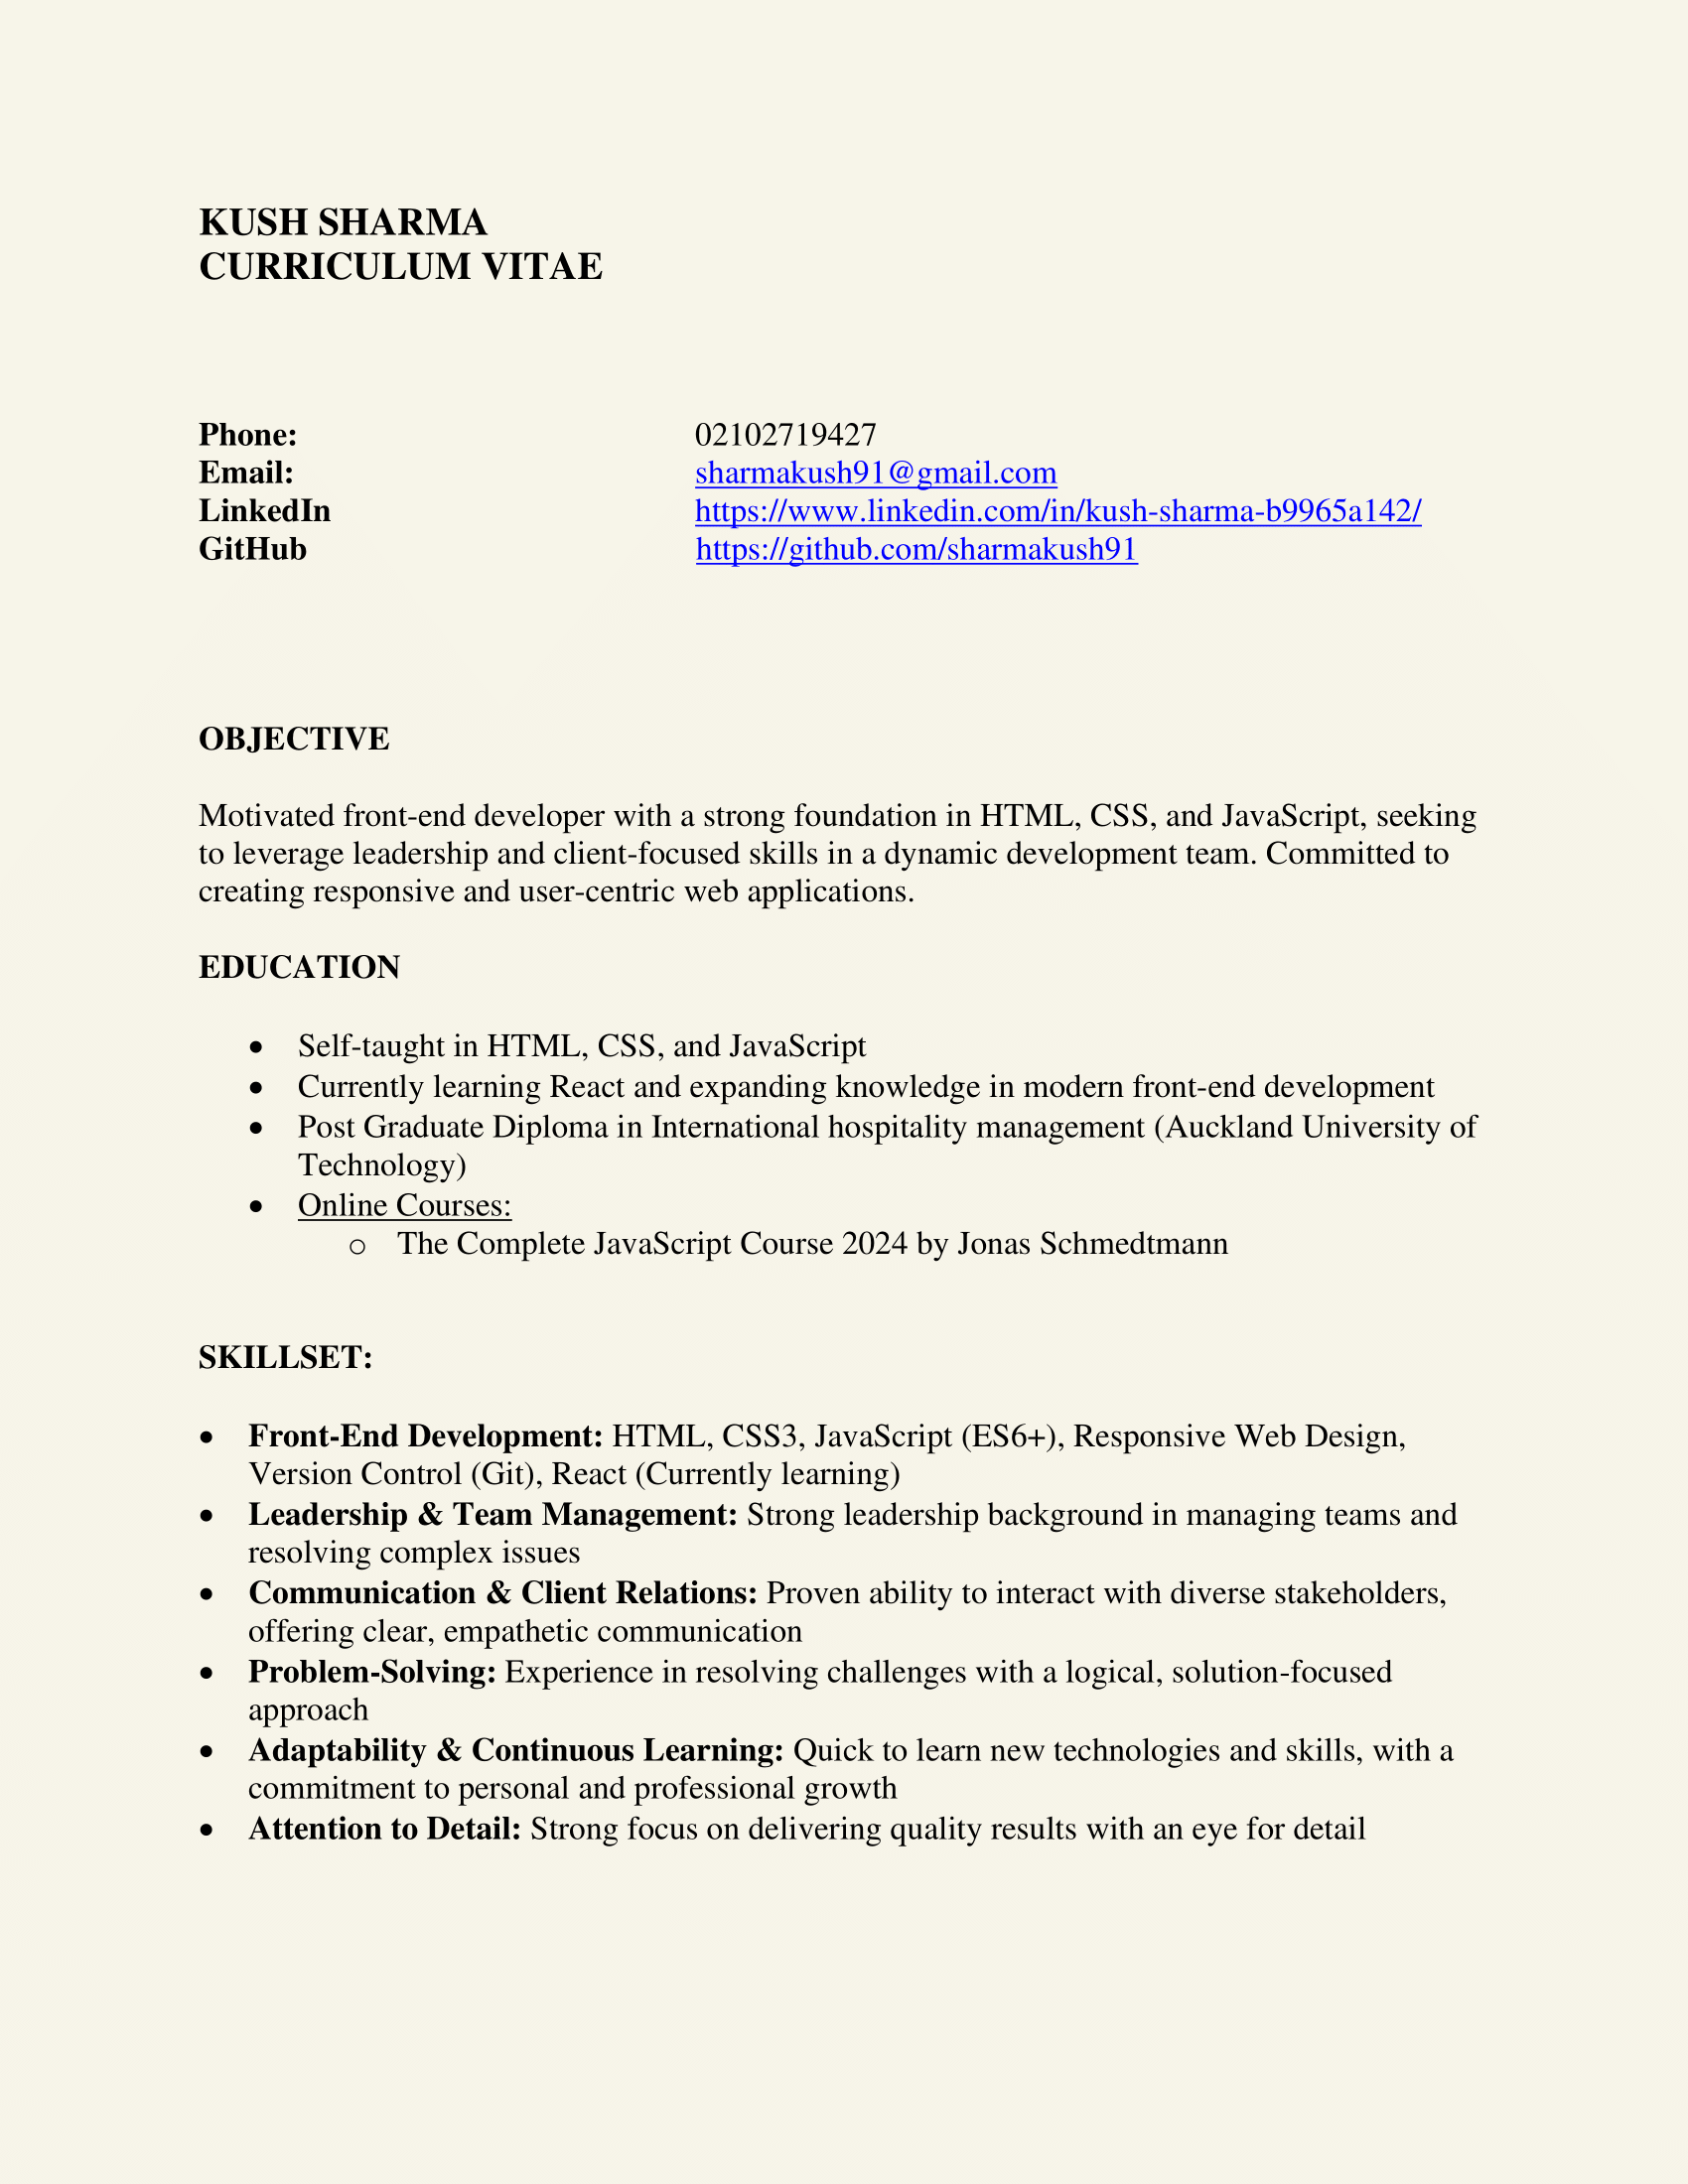 KUSH SHARMA
CURRICULUM VITAE
Phone: 02102719427
Email: sharmakush91@gmail.com
LinkedIn https://www.linkedin.com/in/kush-sharma-b9965a142/
GitHub https://github.com/sharmakush91
OBJECTIVE
Motivated front-end developer with a strong foundation in HTML, CSS, and JavaScript, seeking
to leverage leadership and client-focused skills in a dynamic development team. Committed to
creating responsive and user-centric web applications.
EDUCATION
• Self-taught in HTML, CSS, and JavaScript
• Currently learning React and expanding knowledge in modern front-end development
• Post Graduate Diploma in International hospitality management (Auckland University of
Technology)
• Online Courses:
o The Complete JavaScript Course 2024 by Jonas Schmedtmann
SKILLSET:
• Front-End Development: HTML, CSS3, JavaScript (ES6+), Responsive Web Design,
Version Control (Git), React (Currently learning)
• Leadership & Team Management: Strong leadership background in managing teams and
resolving complex issues
• Communication & Client Relations: Proven ability to interact with diverse stakeholders,
offering clear, empathetic communication
• Problem-Solving: Experience in resolving challenges with a logical, solution-focused
approach
• Adaptability & Continuous Learning: Quick to learn new technologies and skills, with a
commitment to personal and professional growth
• Attention to Detail: Strong focus on delivering quality results with an eye for detail